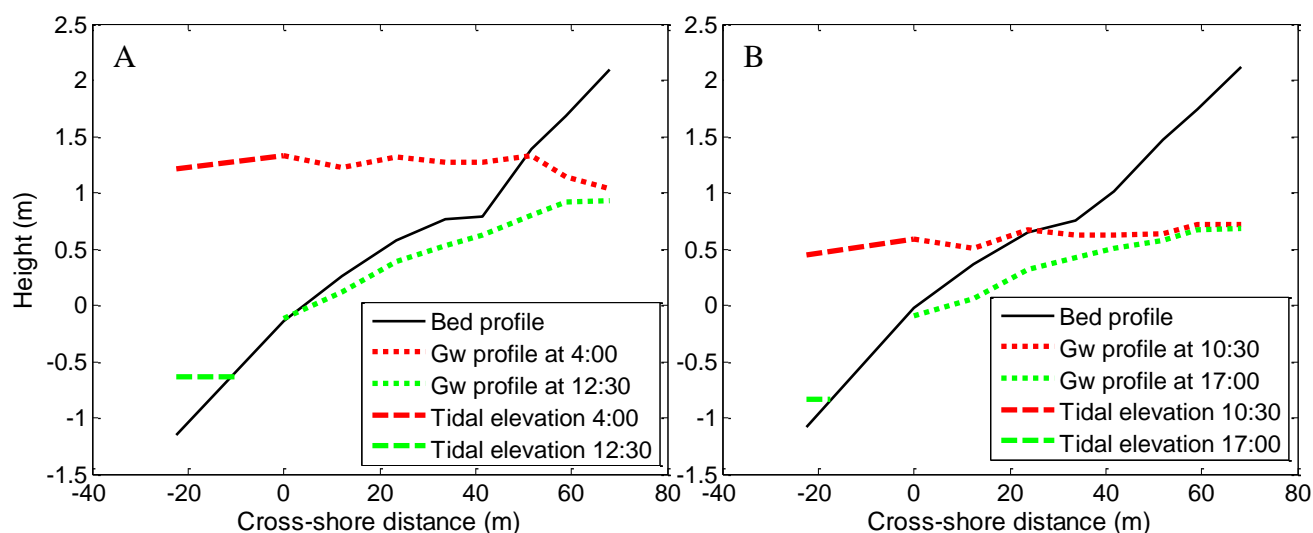 A
Height (m)
2.5
2
1.5
1
0.5
0
-0.5
-1
-1.5
-40
-20
0
20
40
60
80
Cross-shore distance (m)
Bed profile
Gw profile at 4:00
Gw profile at 12:30
Tidal elevation 4:00
Tidal elevation 12:30
B
2.5
2
1.5
1
0.5
0
-0.5
-1
-1.5
-40
-20
0
20
40
60
80
Cross-shore distance (m)
Bed profile
Gw profile at 10:30
Gw profile at 17:00
Tidal elevation 10:30
Tidal elevation 17:00